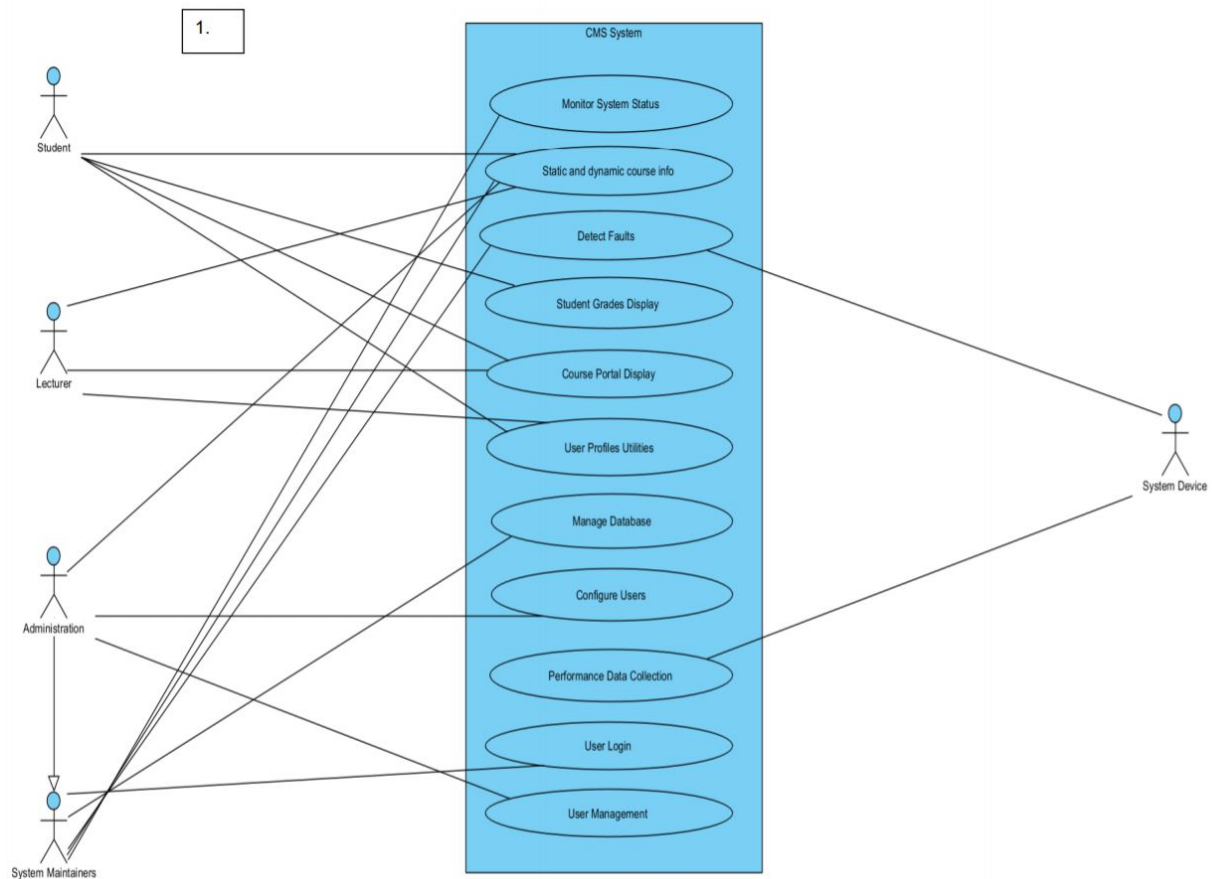 1.
CMS System
Monitor System Status
Student
Static and dynamic course info
Detect Faults
Student Grades Display
Lecturer
Course Portal Display
User Profiles Utilities
System Device
Manage Database
Configure Users
Administration
Performance Data Collection
User Login
User Management
System Maintainers